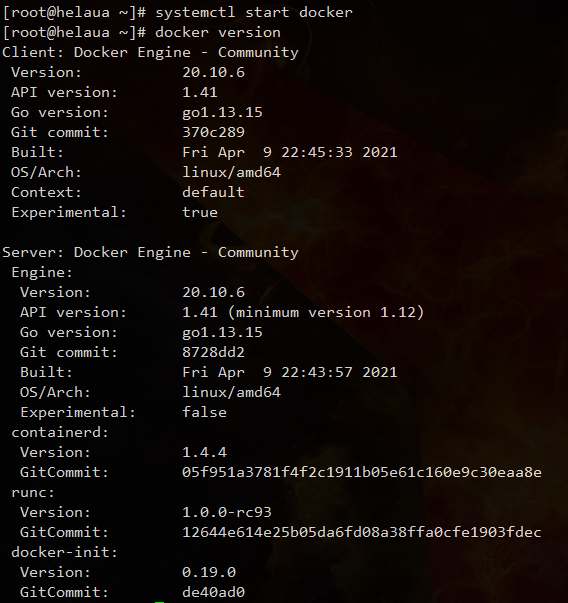 [root@helaua ~]# systemctl start docker
[root@helaua ~]# docker version
Client: Docker Engine - Community
 Version:           20.10.6
 API version:       1.41
 Go version:        go1.13.15
 Git commit:        370c289
 Built:             Fri Apr  9 22:45:33 2021
 OS/Arch:           linux/amd64
 Context:           default
 Experimental:      true

Server: Docker Engine - Community
 Engine:
  Version:          20.10.6
  API version:      1.41 (minimum version 1.12)
  Go version:       go1.13.15
  Git commit:       8728dd2
  Built:            Fri Apr  9 22:43:57 2021
  OS/Arch:          linux/amd64
  Experimental:     false
 containerd:
  Version:          1.4.4
  GitCommit:        05f951a3781f4f2c1911b05e61c160e9c30eaa8e
 runc:
  Version:          1.0.0-rc93
  GitCommit:        12644e614e25b05da6fd08a38ffa0cfe1903fdec
 docker-init:
  Version:          0.19.0
  GitCommit:        de40ad0